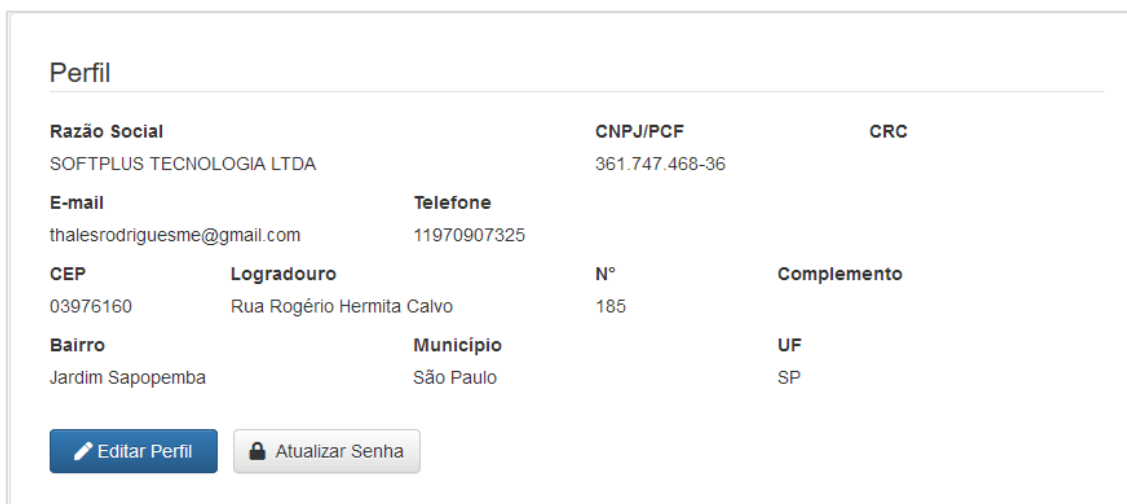 Perfil
Razão Social CNPJ/PCF CRC
SOFTPLUS TECNOLOGIA LTDA 361.747.468-36
E-mail Telefone
thalesrodriguesme@gmail.com 11970907325
CEP Logradouro N° Complemento
03976160 Rua Rogério Hermita Calvo 185
Bairro Município UF
Jardim Sapopemba São Paulo SP
Editar Perfil Atualizar Senha